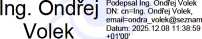 Ing. Ondřej
Volek
Podepsal Ing. Ondřej Volek
DN: cn=Ing. Ondřej Volek,
email=ondra_volek@seznam
Datum: 2025.12.08 11:38:59
+01'00'